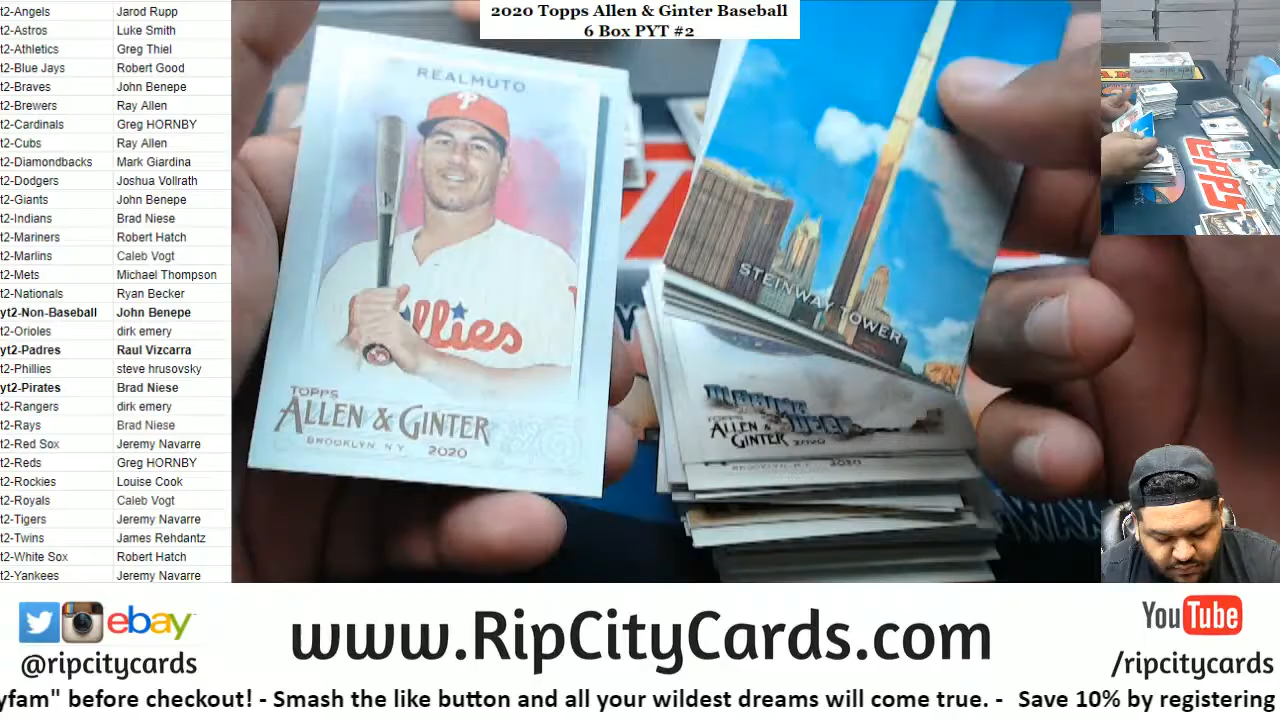 2020 Topps Allen & Ginter Baseball
6 Box PYT #2
t2-Angels Jarod Rupp
t2-Astros Luke Smith
t2-Athletics Greg Thiel
t2-Blue Jays Robert Good
t2-Braves John Benepe
t2-Brewers Ray Allen
t2-Cardinals Greg HORNBY
t2-Cubs Ray Allen
t2-Diamondbacks Mark Giardina
t2-Dodgers Joshua Vollrath
t2-Giants John Benepe
t2-Indians Brad Niese
t2-Mariners Robert Hatch
t2-Marlins Caleb Vogt
t2-Mets Michael Thompson
t2-Nationals Ryan Becker
yt2-Non-Baseball John Benepe
t2-Orioles dirk emery
yt2-Padres Raul Vizcarra
t2-Phillies steve hrusovsky
yt2-Pirates Brad Niese
t2-Rangers dirk emery
t2-Rays Brad Niese
t2-Red Sox Jeremy Navarre
t2-Reds Greg HORNBY
t2-Rockies Louise Cook
t2-Royals Caleb Vogt
t2-Tigers Jeremy Navarre
t2-Twins James Rehdantz
t2-White Sox Robert Hatch
t2-Yankees Jeremy Navarre
REALMUTO
P
illies
TOPPS
ALLEN & GINTER
BROOKLYN NY 2020
STEINWAY TOWER
TOPPS
ALLEN &
GINTER 2020
BROOKLYN NY 2020
TOPPS
ebay
@ripcitycards
www.RipCityCards.com
YouTube
/ripcitycards
yfam" before checkout! - Smash the like button and all your wildest dreams will come true. - Save 10% by registering